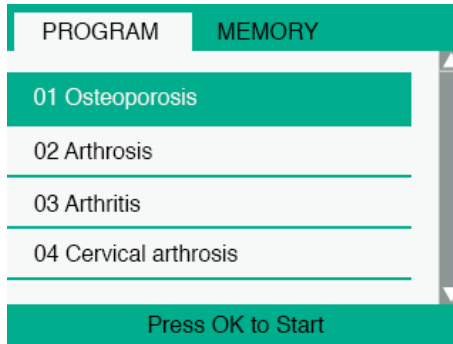 PROGRAM MEMORY
01 Osteoporosis
02 Arthrosis
03 Arthritis
04 Cervical arthrosis
Press OK to Start